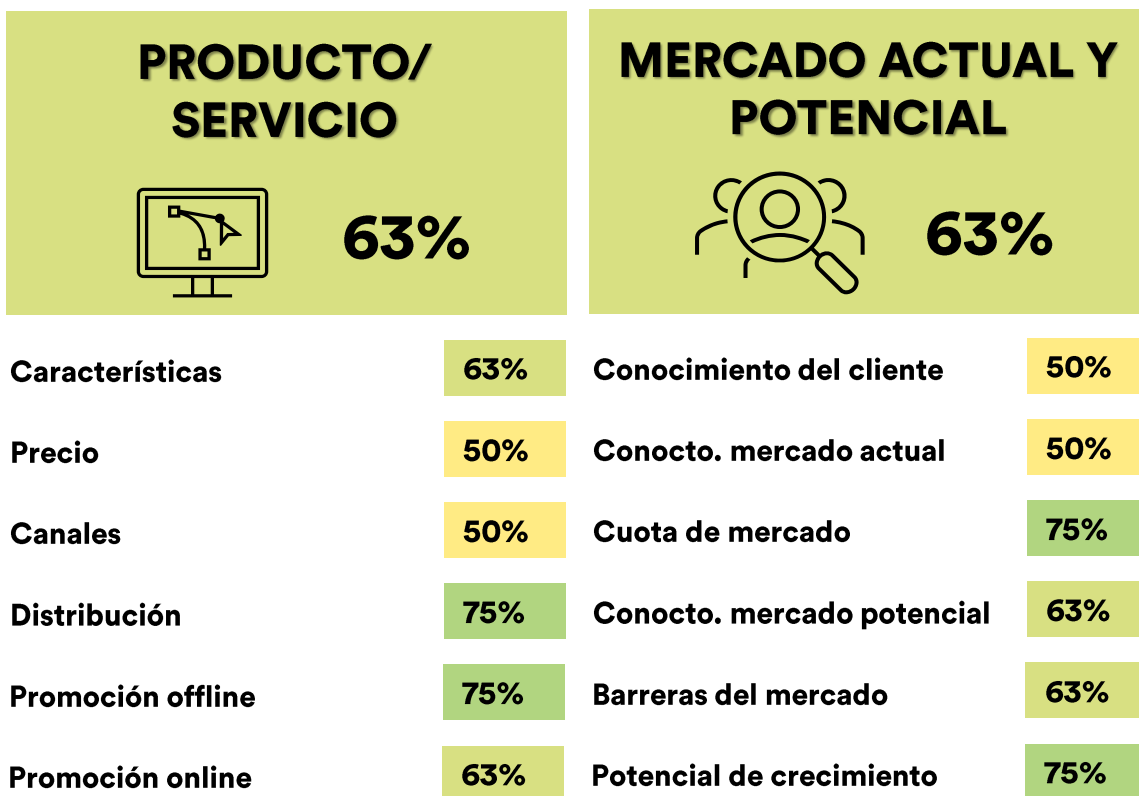 PRODUCTO/
SERVICIO
63%
Características 63%
Precio 50%
Canales 50%
Distribución 75%
Promoción offline 75%
Promoción online 63%
MERCADO ACTUAL Y
POTENCIAL
63%
Conocimiento del cliente 50%
Conocto. mercado actual 50%
Cuota de mercado 75%
Conocto. mercado potencial 63%
Barreras del mercado 63%
Potencial de crecimiento 75%